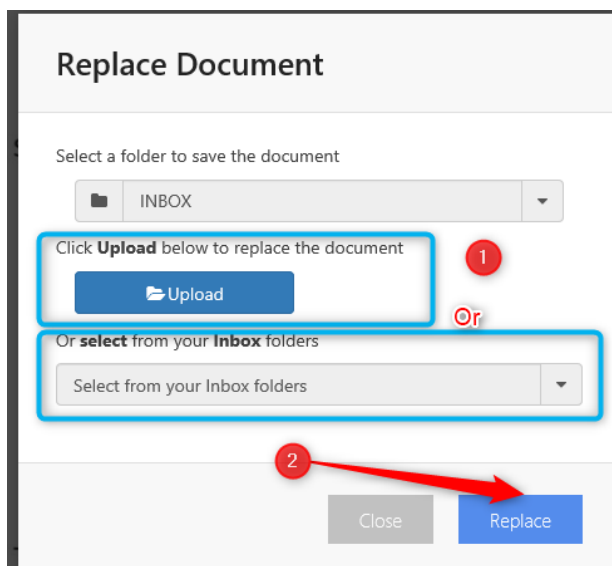 Replace Document
Select a folder to save the document
INBOX
Click Upload below to replace the document
1
Upload
Or
Or select from your Inbox folders
Select from your Inbox folders
2
Close
Replace